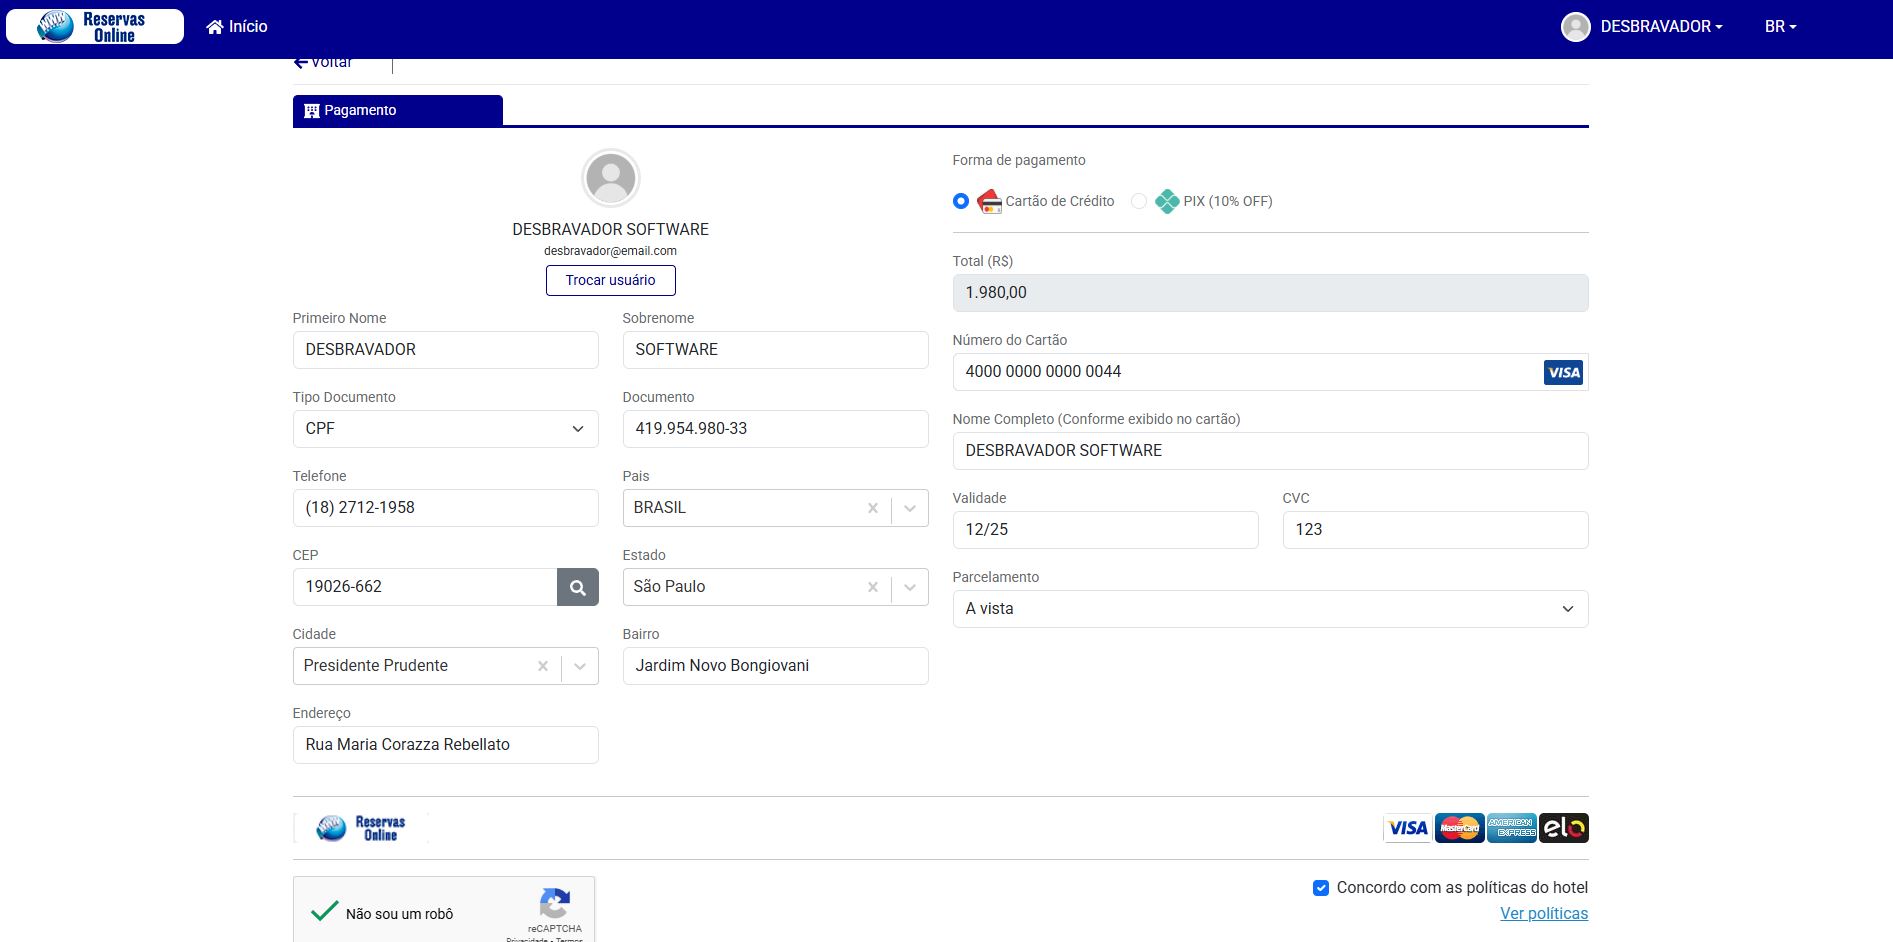 WWW Reservas
Online
Início
DESBRAVADOR
BR
Voltar
Pagamento
DESBRAVADOR SOFTWARE
desbravador@email.com
Trocar usuário
Primeiro Nome
Sobrenome
DESBRAVADOR
SOFTWARE
Tipo Documento
Documento
CPF
419.954.980-33
Telefone
Pais
(18) 2712-1958
BRASIL
CEP
Estado
19026-662
São Paulo
Cidade
Bairro
Presidente Prudente
Jardim Novo Bongiovani
Endereço
Rua Maria Corazza Rebellato
Forma de pagamento
Cartão de Crédito
PIX (10% OFF)
Total (R$)
1.980,00
Número do Cartão
4000 0000 0000 0044
VISA
Nome Completo (Conforme exibido no cartão)
DESBRAVADOR SOFTWARE
Validade
CVC
12/25
123
Parcelamento
A vista
WWW Reservas
Online
VISA
MasterCard
AMERICAN
EXPRESS
elo
Não sou um robô
reCAPTCHA
Privacidade - Termos
Concordo com as políticas do hotel
Ver políticas